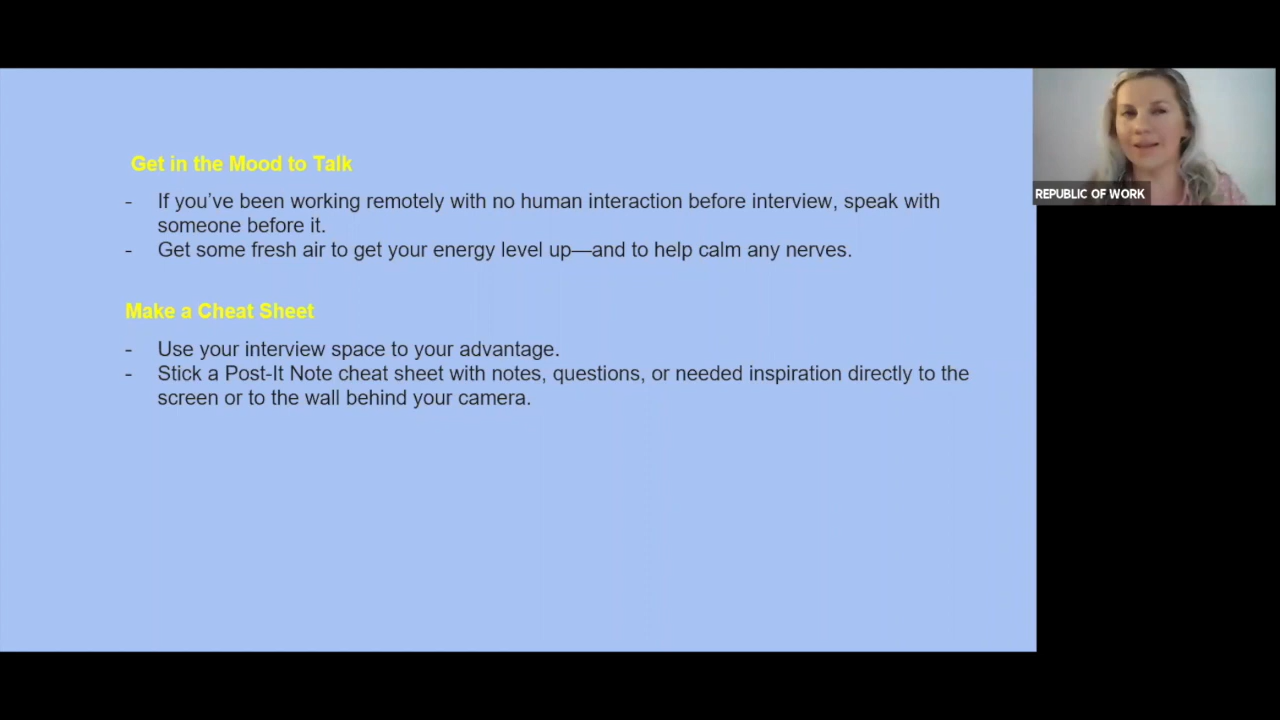 Get in the Mood to Talk
- If you’ve been working remotely with no human interaction before interview, speak with
someone before it.
- Get some fresh air to get your energy level up—and to help calm any nerves.
Make a Cheat Sheet
- Use your interview space to your advantage.
- Stick a Post-It Note cheat sheet with notes, questions, or needed inspiration directly to the
screen or to the wall behind your camera.
REPUBLIC OF WORK